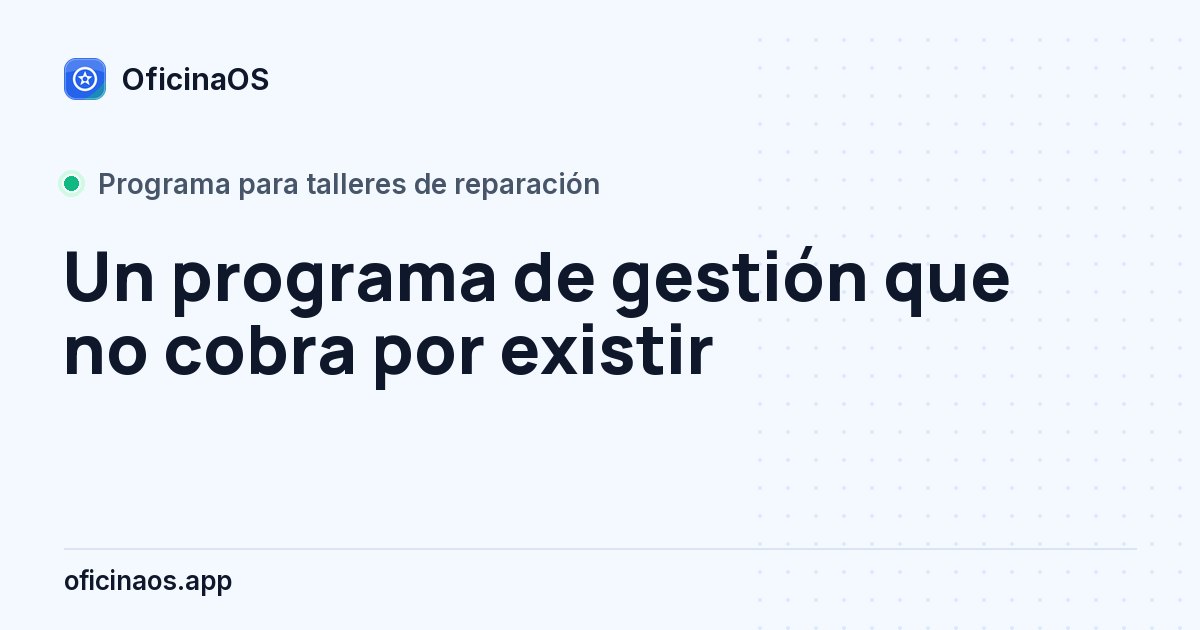 OficinaOS
Programa para talleres de reparación
Un programa de gestión que
no cobra por existir
oficinaos.app